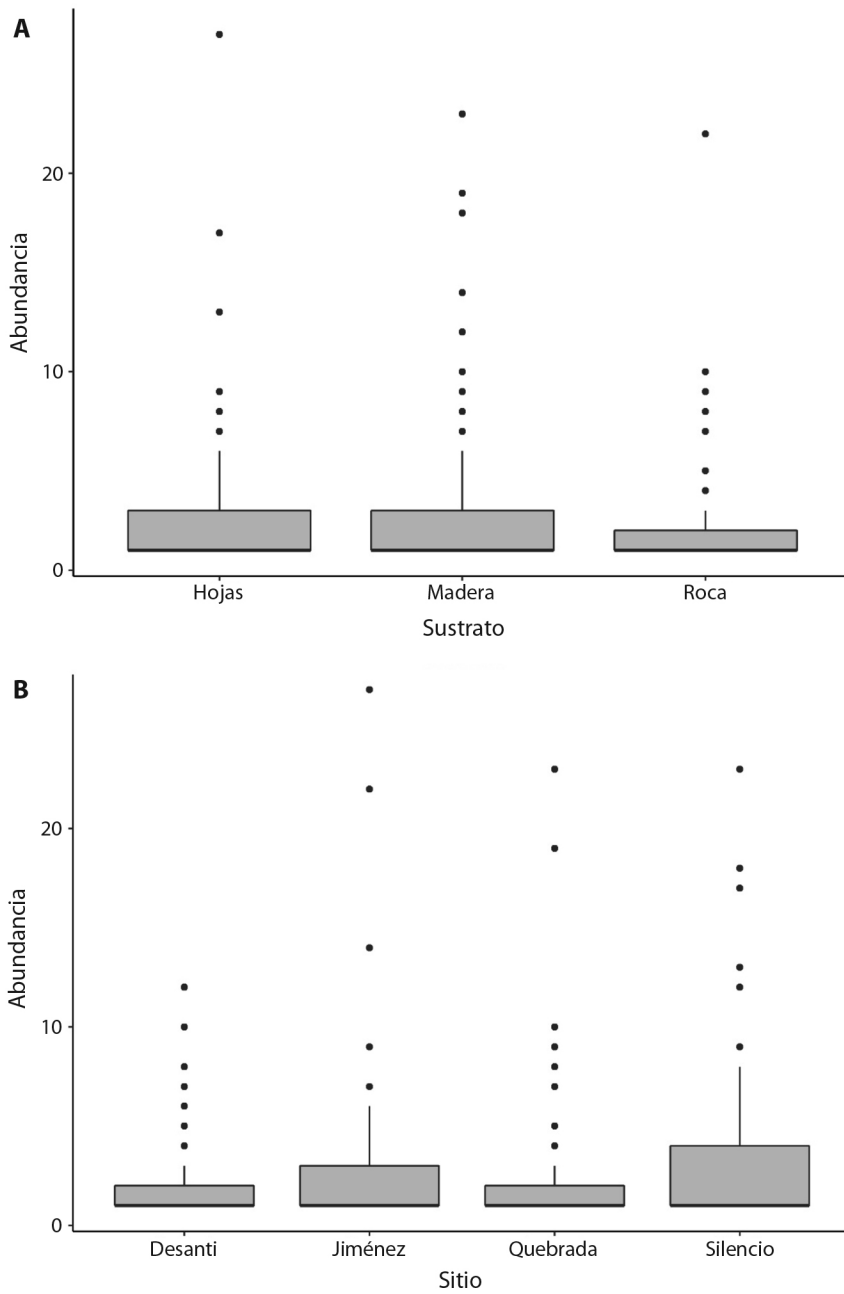 A
20
10
0
Abundancia
Hojas Madera Roca
Sustrato
B
20
10
0
Abundancia
Desanti Jiménez Quebrada Silencio
Sitio